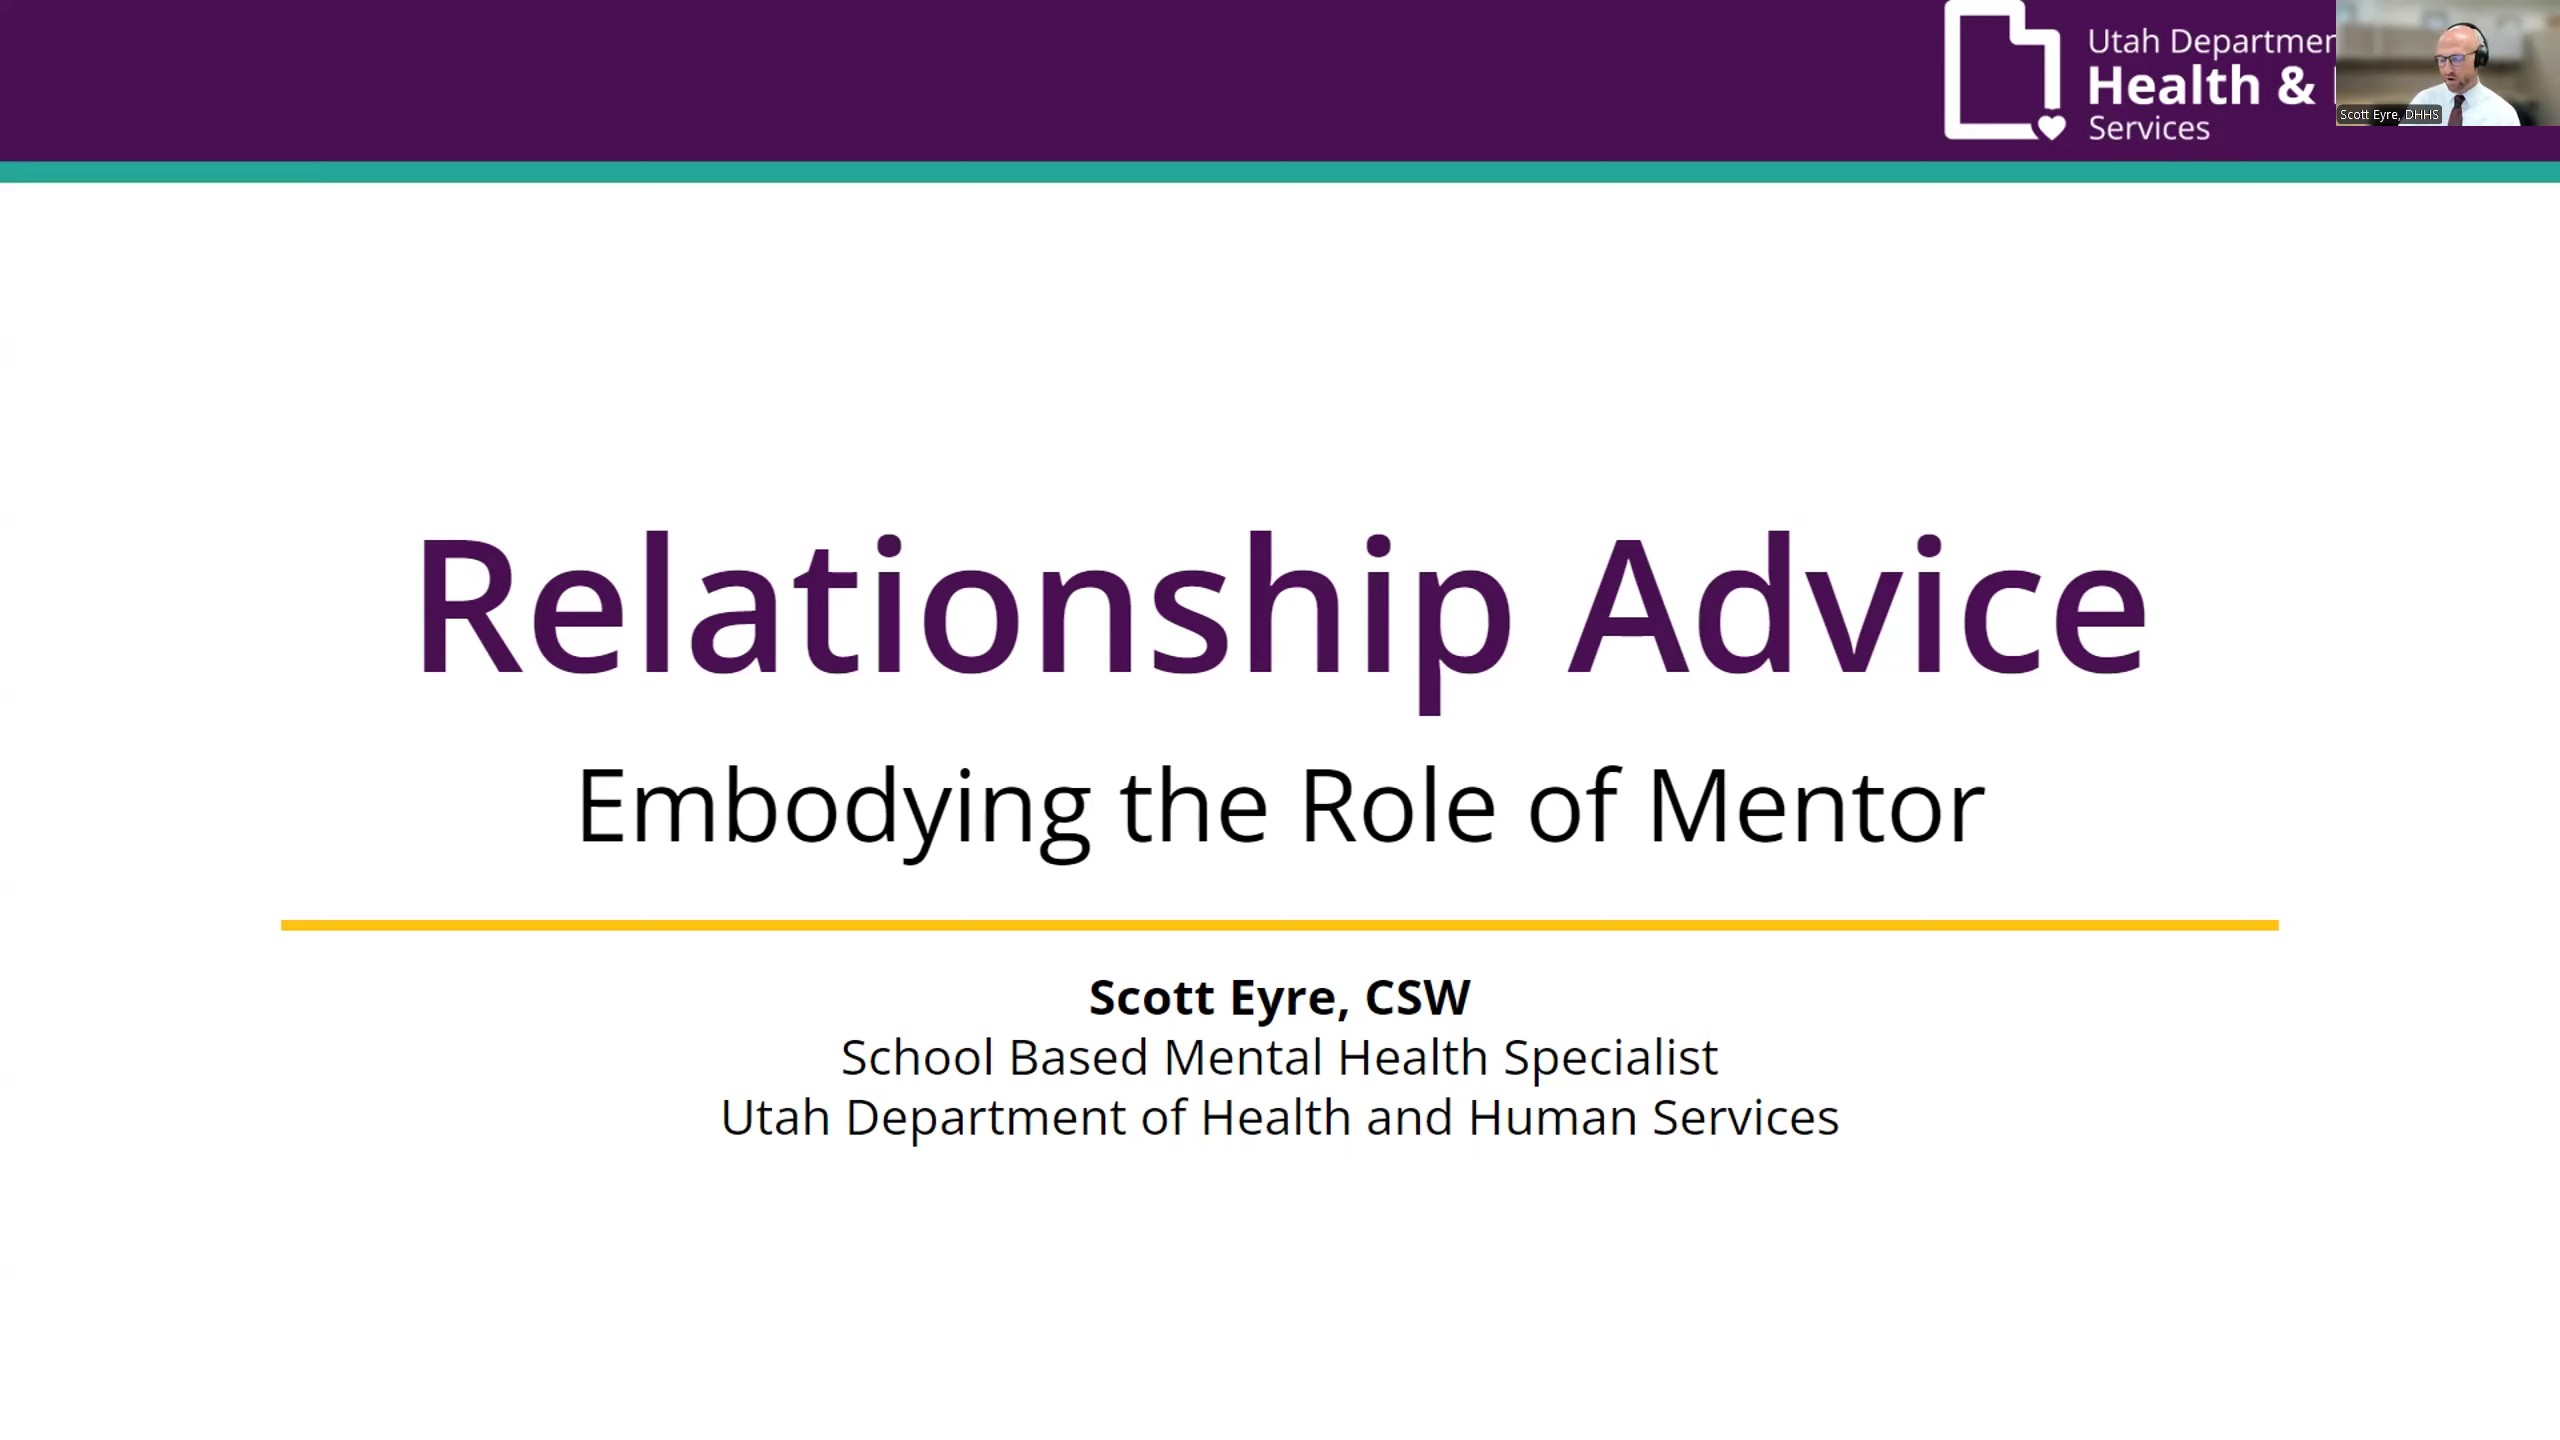 Utah Departmen
Health &
Services
Scott Eyre, DHHS
Relationship Advice
Embodying the Role of Mentor
Scott Eyre, CSW
School Based Mental Health Specialist
Utah Department of Health and Human Services